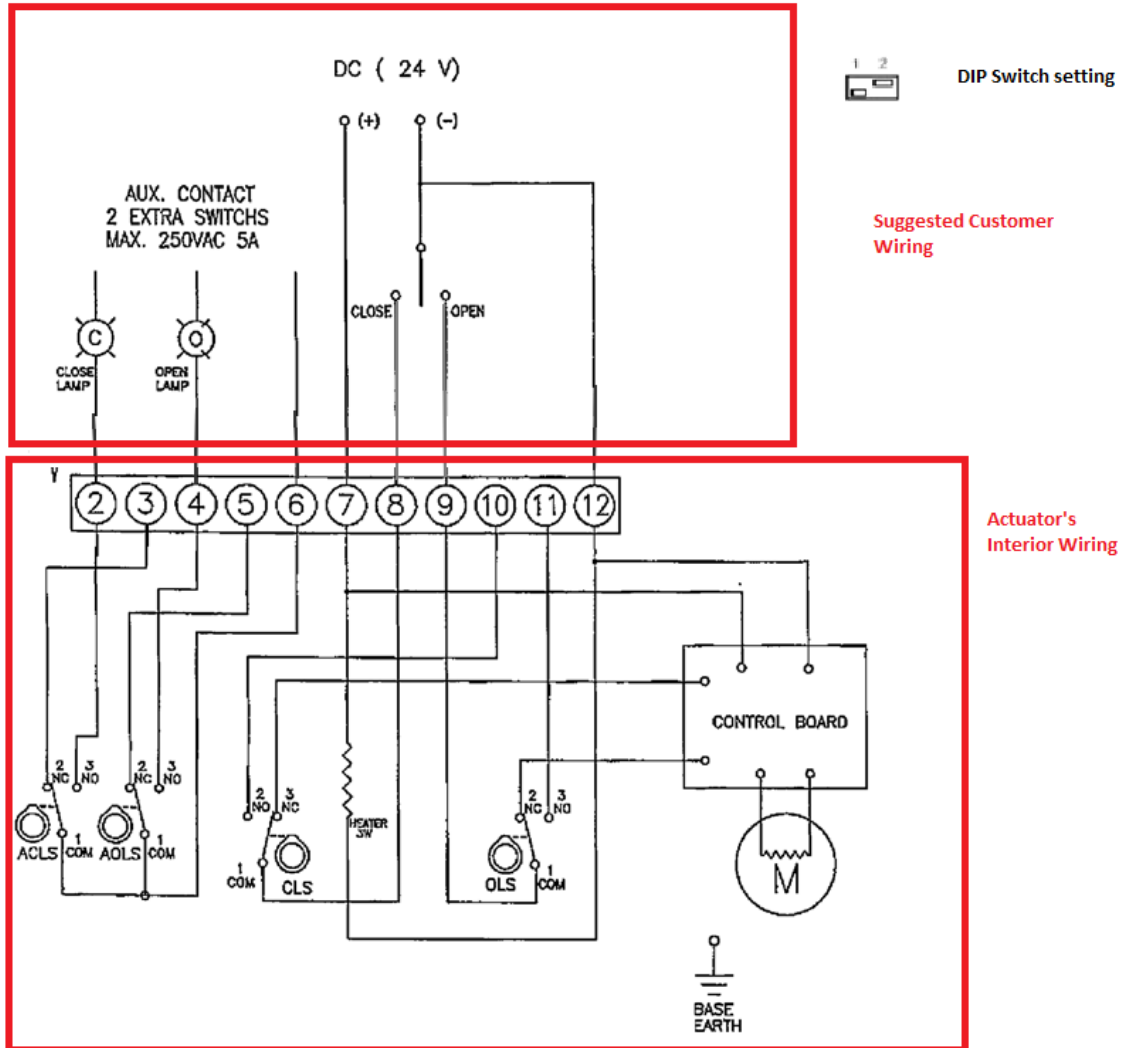 DC ( 24 V)
(+) (-)
1 2
DIP Switch setting
AUX. CONTACT
2 EXTRA SWITCHS
MAX. 250VAC 5A
Suggested Customer
Wiring
CLOSE OPEN
C O
CLOSE
LAMP
OPEN
LAMP
Y
2 3 4 5 6 7 8 9 10 11 12
Actuator's
Interior Wiring
CONTROL BOARD
2
NC
3
NO
2
NC
3
NO
2
NO
3
NC
2
NC
3
NO
HEATER
3W
ACLS
1
COM
AOLS
1
COM
1
COM
CLS
OLS
1
COM
M
BASE
EARTH